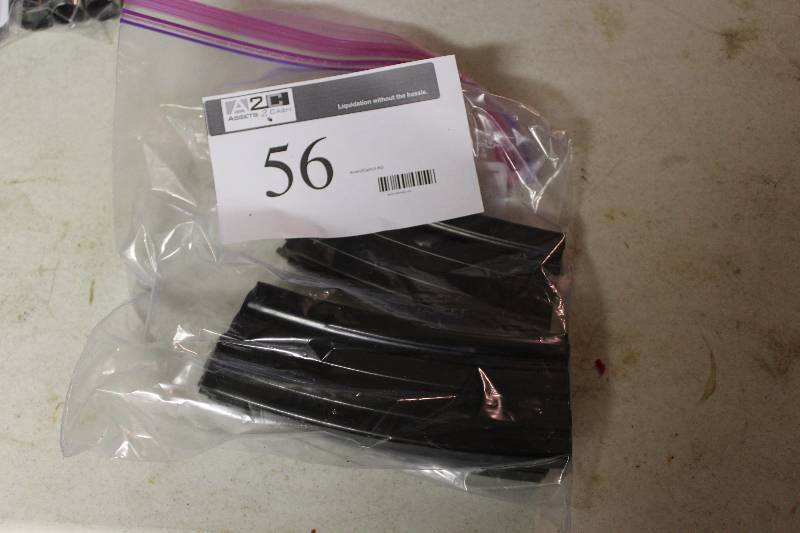 A2C
ASSETS 2 CASH
Liquidation without the hassle.
56